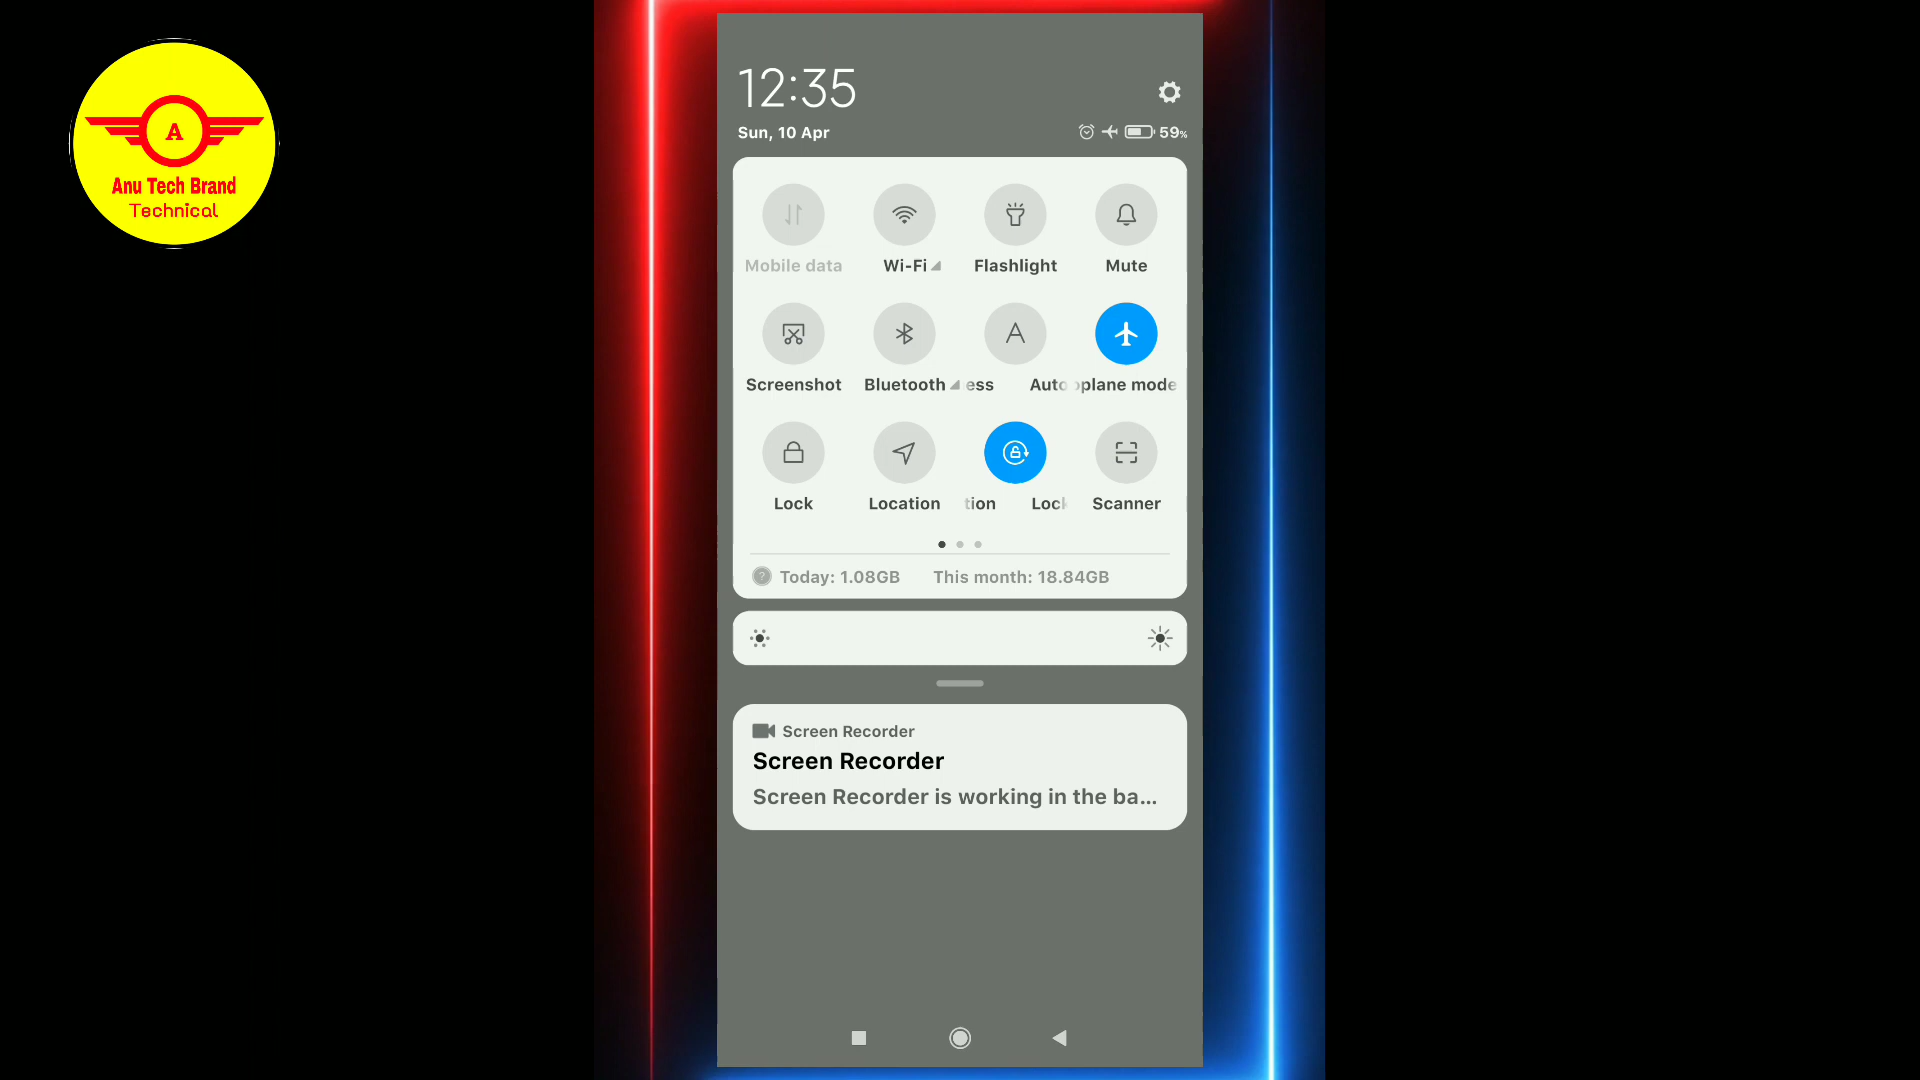 A
Anu Tech Brand
Technical
12:35
Sun, 10 Apr
59%
Mobile data
Wi-Fi
Flashlight
Mute
Screenshot
Bluetooth
ess Auto
plane mode
Lock
Location
tion Lock
Scanner
? Today: 1.08GB This month: 18.84GB
Screen Recorder
Screen Recorder
Screen Recorder is working in the ba...